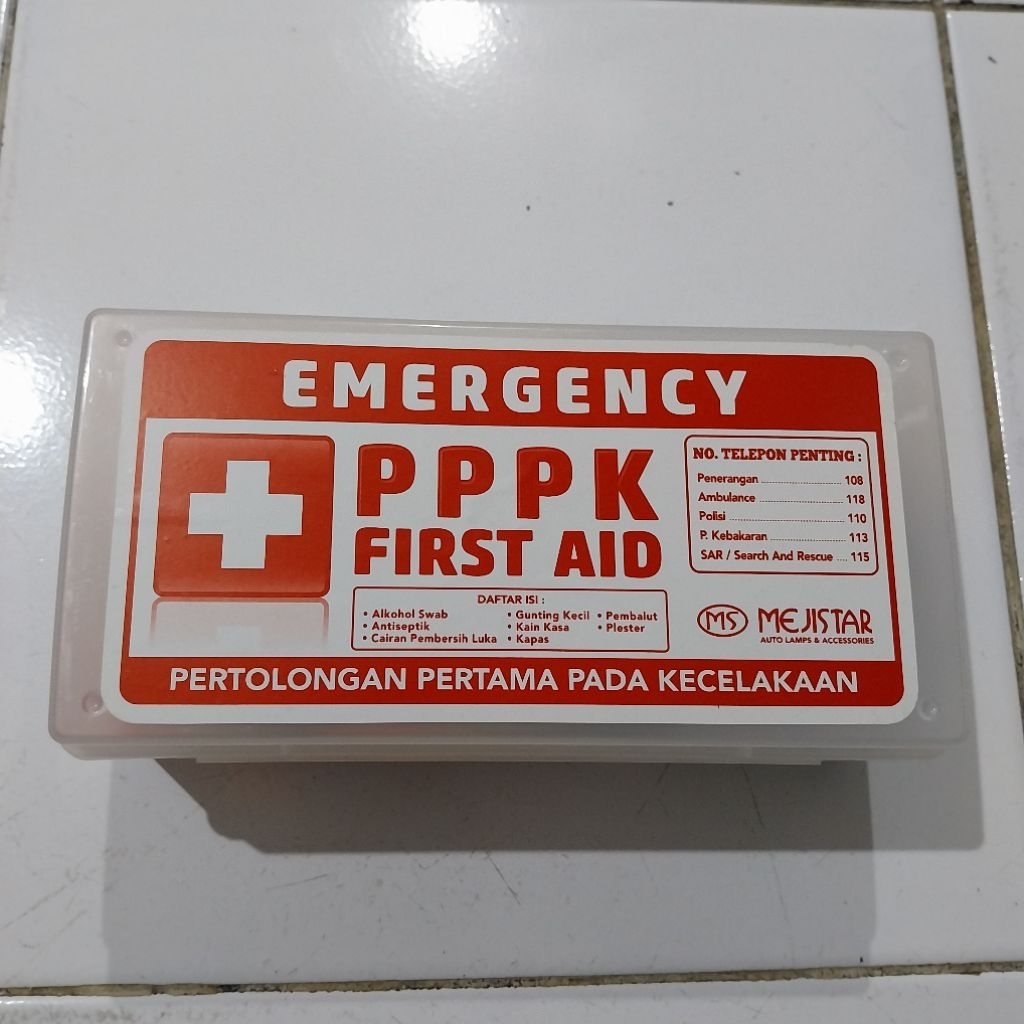 EMERGENCY
PPPK
FIRST AID
DAFTAR ISI :
• Alkohol Swab
• Antiseptik
• Cairan Pembersih Luka
• Gunting Kecil
• Kain Kasa
• Kapas
• Pembalut
• Plester
NO. TELEPON PENTING :
Penerangan ........................ 108
Ambulance ........................ 118
Polisi ................................ 110
P. Kebakaran ...................... 113
SAR / Search And Rescue .... 115
MS MEJISTAR
AUTO LAMPS & ACCESSORIES
PERTOLONGAN PERTAMA PADA KECELAKAAN